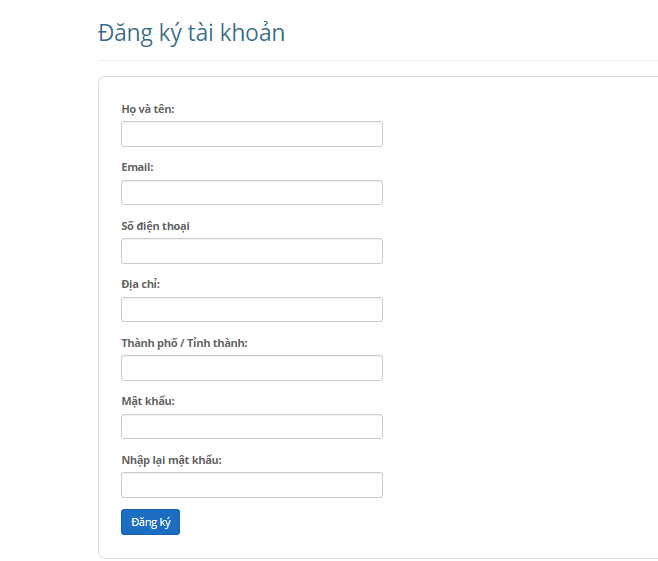 Đăng ký tài khoản
Họ và tên:
Email:
Số điện thoại
Địa chỉ:
Thành phố / Tỉnh thành:
Mật khẩu:
Nhập lại mật khẩu:
Đăng ký